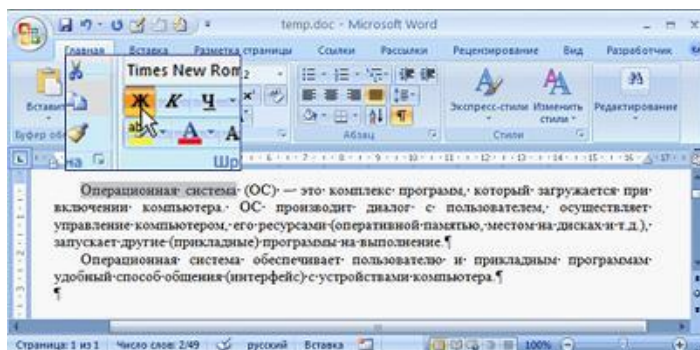 temp.doc - Microsoft Word
Главная Вставка Разметка страницы Ссылки Рассылки Рецензирование Вид Разработчик
Times New Rom
Ж К Ч
Экспресс-стили Изменить стили Редактирование
Абзац Стили
Шр
Операционная система (ОС) — это комплекс программ, который загружается при
включении компьютера. ОС производит диалог с пользователем, осуществляет
управление компьютером, его ресурсами (оперативной памятью, местом на дисках и т.д.),
запускает другие (прикладные) программы на выполнение.¶
Операционная система обеспечивает пользователю и прикладным программам
удобный способ общения (интерфейс) с устройствами компьютера.¶
¶
Страница: 1 из 1 Число слов: 2/49 русский Вставка 100%